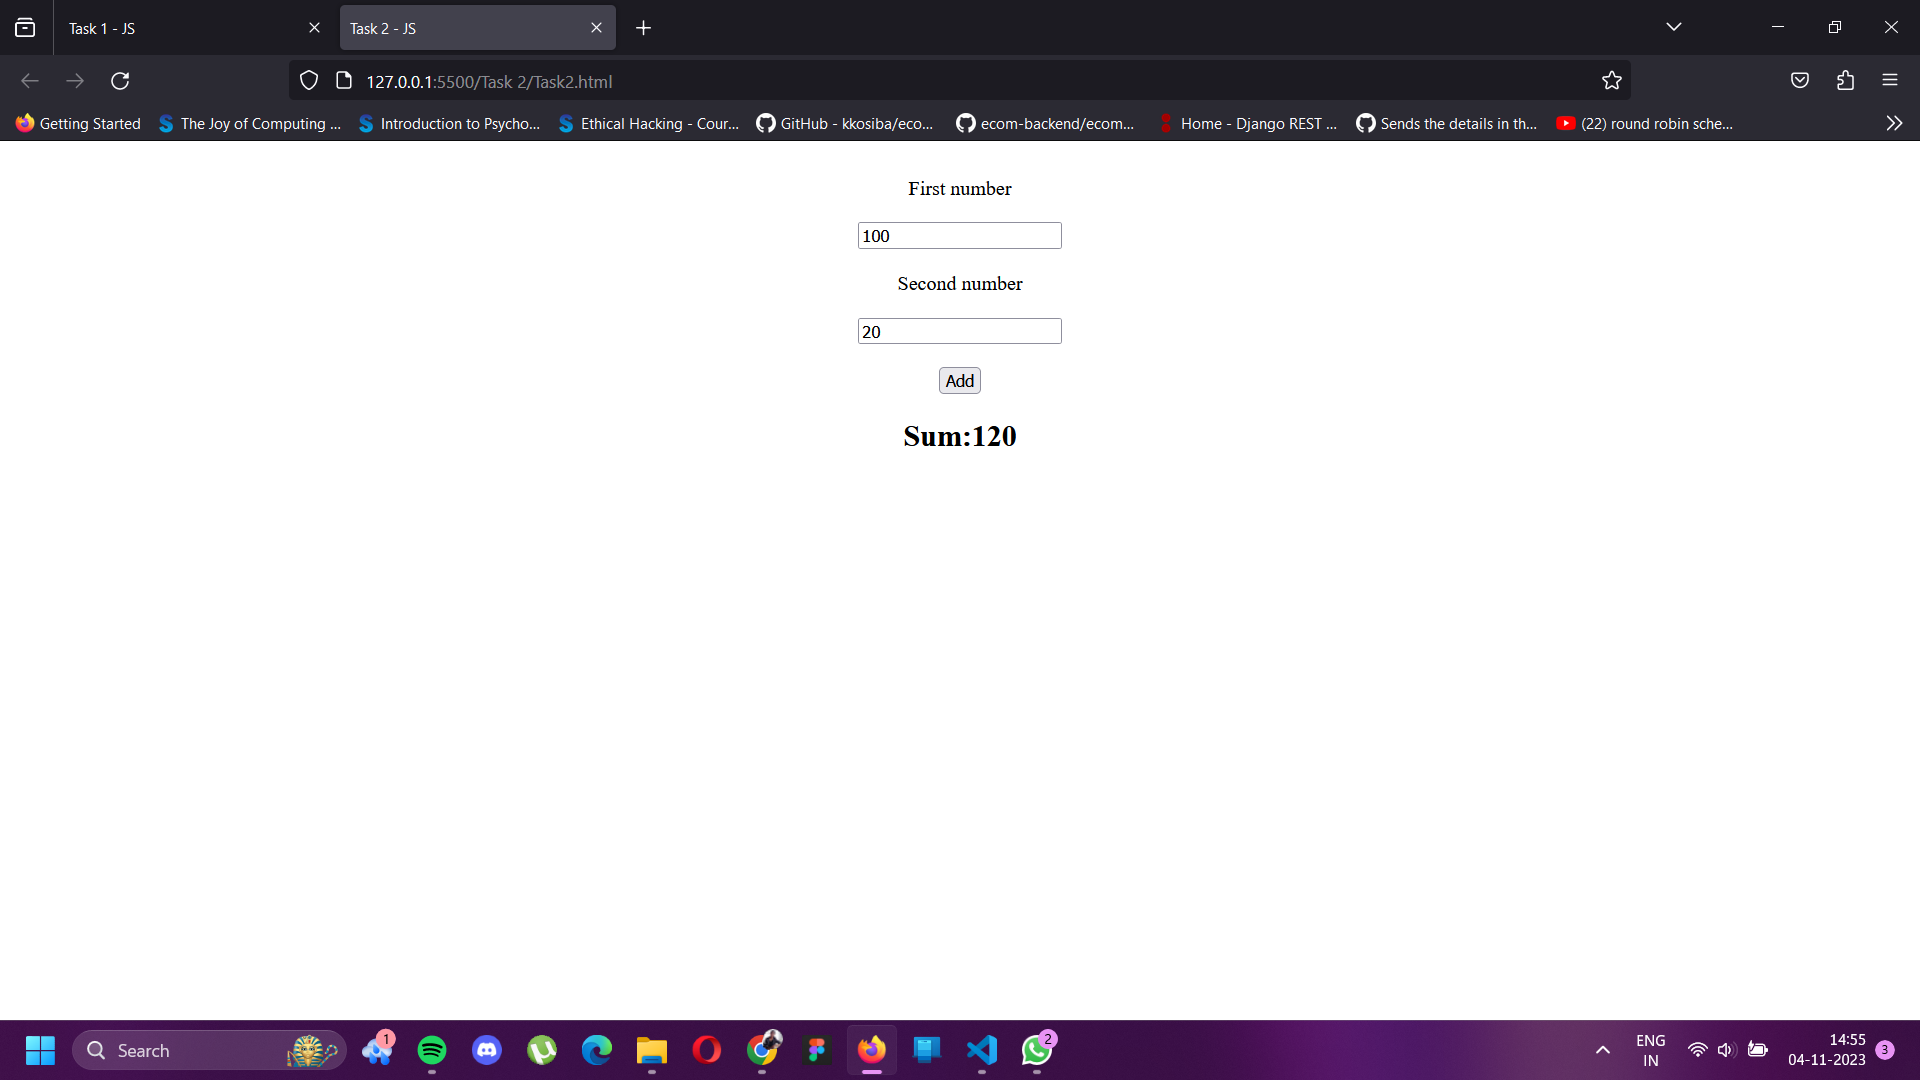 Task 1 - JS
Task 2 - JS
127.0.0.1:5500/Task 2/Task2.html
Getting Started
The Joy of Computing ...
Introduction to Psycho...
Ethical Hacking - Cour...
GitHub - kkosiba/eco...
ecom-backend/ecom...
Home - Django REST ...
Sends the details in th...
(22) round robin sche...
First number
100
Second number
20
Add
Sum:120
Search
1
2
ENG
IN
14:55
04-11-2023
3